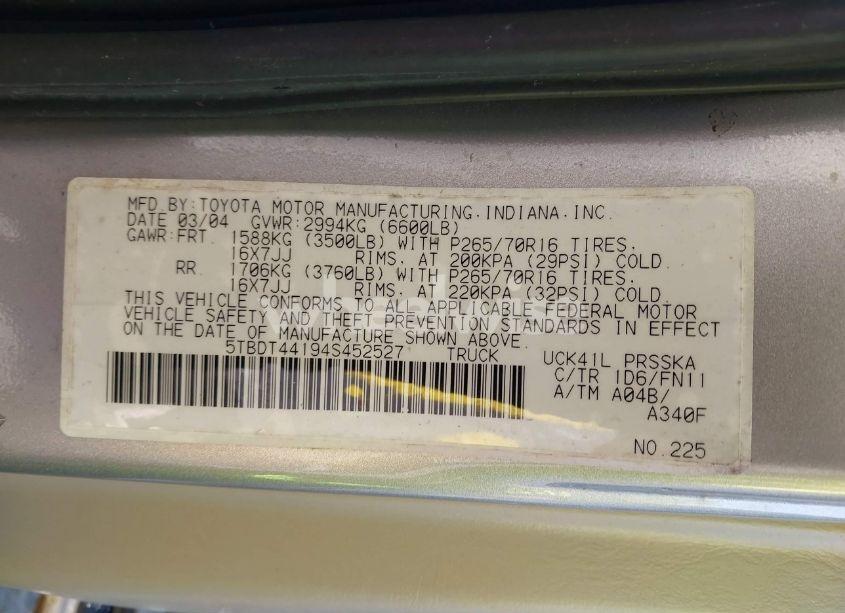 MFD.BY:TOYOTA MOTOR MANUFACTURING.INDIANA.INC.
DATE 03/04 GVWR:2994KG (6600LB)
GAWR:FRT. 1588KG (3500LB) WITH P265/70R16 TIRES.
16X7JJ RIMS. AT 200KPA (29PSI) COLD.
RR. 1706KG (3760LB) WITH P265/70R16 TIRES.
16X7JJ RIMS. AT 220KPA (32PSI) COLD.
THIS VEHICLE CONFORMS TO ALL APPLICABLE FEDERAL MOTOR
VEHICLE SAFETY AND THEFT PREVENTION STANDARDS IN EFFECT
ON THE DATE OF MANUFACTURE SHOWN ABOVE.
5TBDT44194S452527 TRUCK UCK41L PRSSKA
C/TR 1D6/FN11
A/TM A04B/
A340F
NO.225